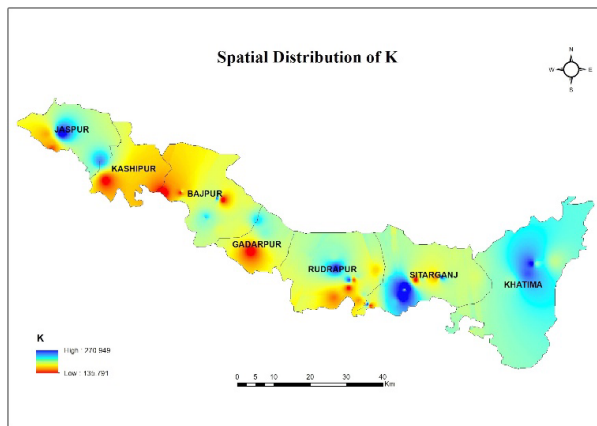 Spatial Distribution of K
N
W E
S
JASPUR
KASHIPUR
BAJPUR
GADARPUR
RUDRAPUR
SITARGANJ
KHATIMA
K
High : 270.949
Low : 135.791
0 5 10 20 30 40
Km